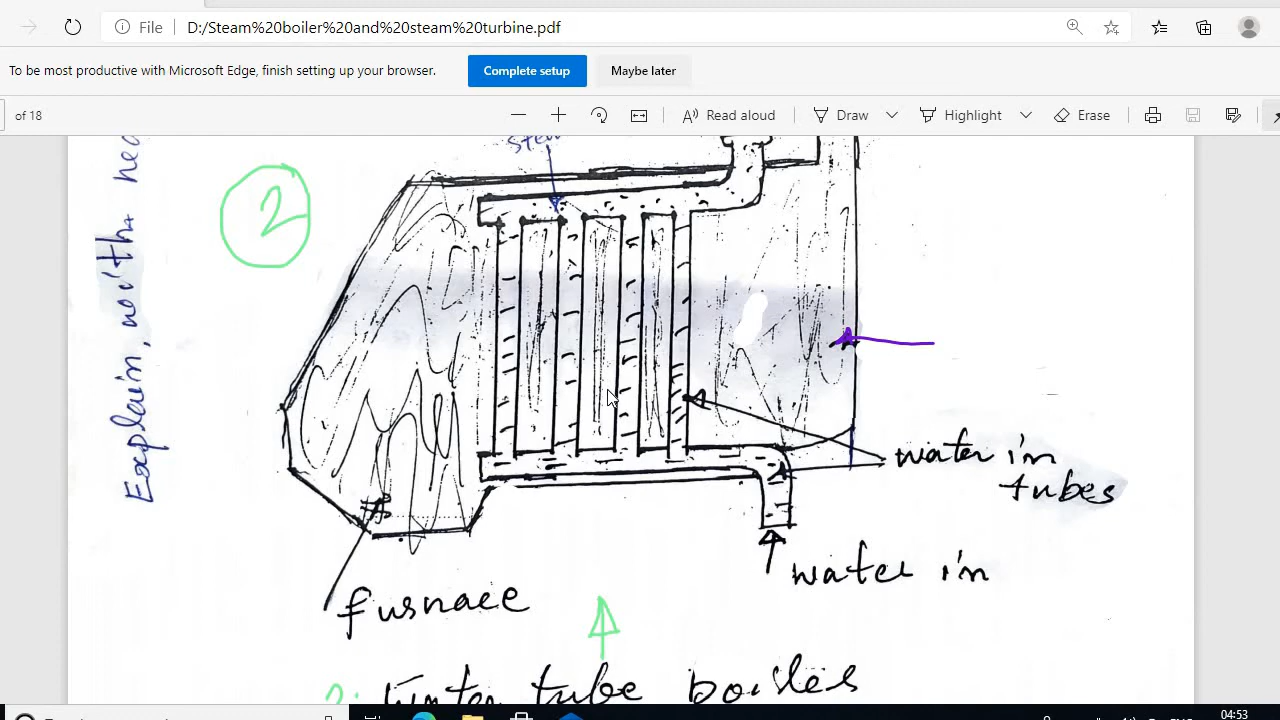 File D:/Steam%20boiler%20and%20steam%20turbine.pdf
To be most productive with Microsoft Edge, finish setting up your browser. Complete setup Maybe later
of 18 Read aloud Draw Highlight Erase
2
Explain, with
water in
tubes
water in
furnace
2. Water tube boiler
04:53